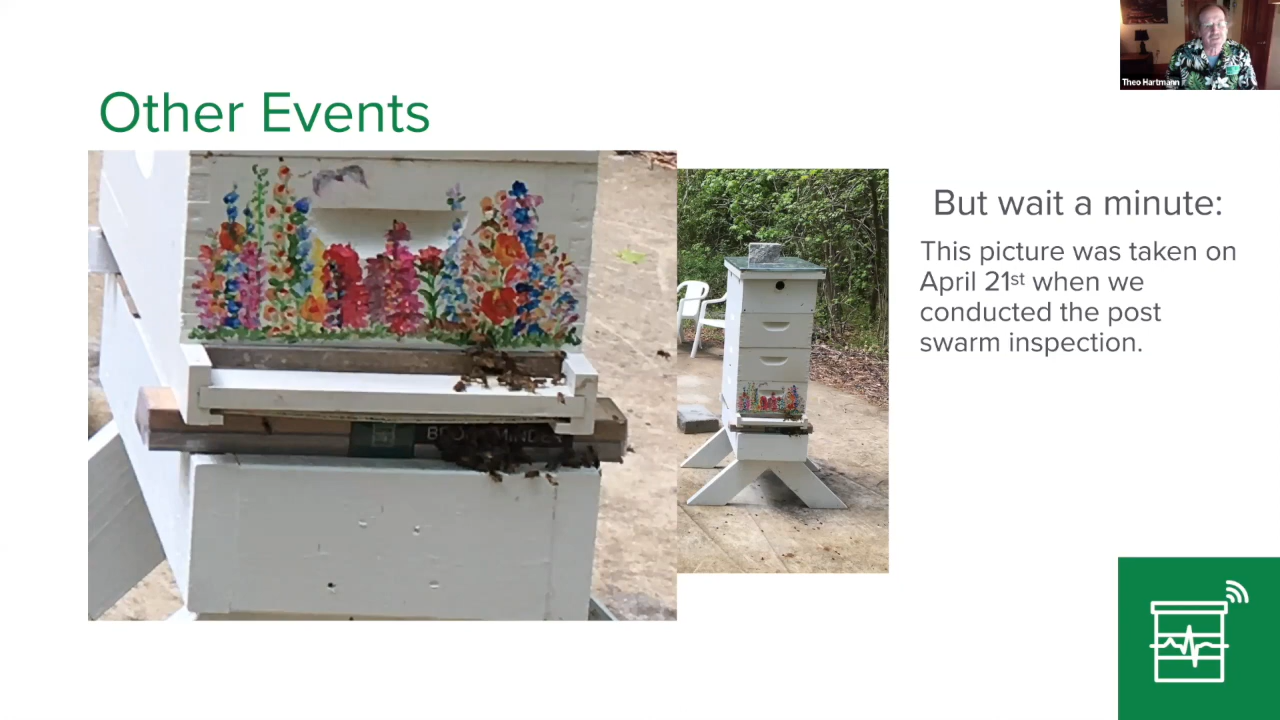 Theo Hartmann
Other Events
But wait a minute:
This picture was taken on
April 21st when we
conducted the post
swarm inspection.